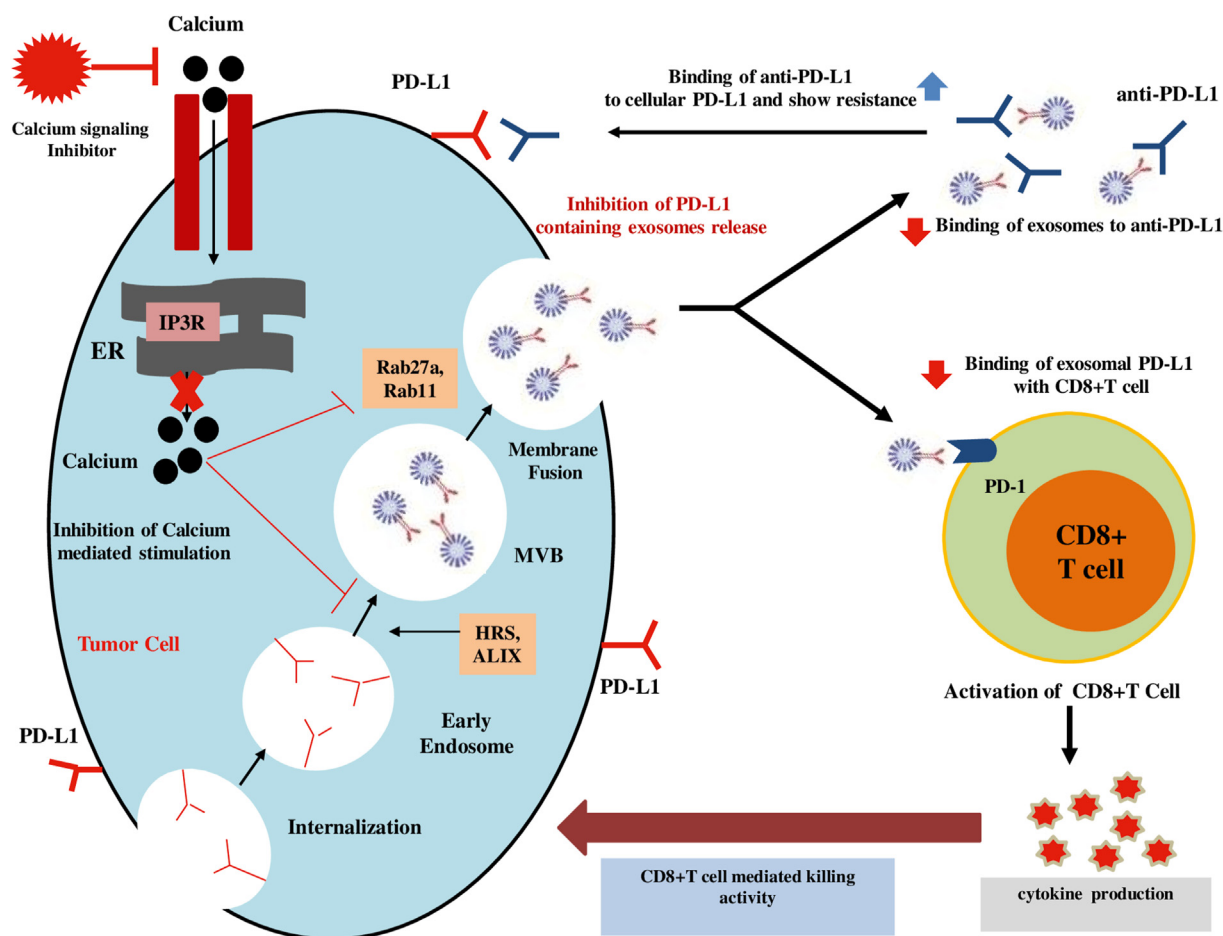 Calcium
Calcium signaling
Inhibitor
PD-L1
Binding of anti-PD-L1
to cellular PD-L1 and show resistance
anti-PD-L1
Inhibition of PD-L1
containing exosomes release
Binding of exosomes to anti-PD-L1
IP3R
ER
Rab27a,
Rab11
Binding of exosomal PD-L1
with CD8+T cell
Calcium
Membrane
Fusion
PD-1
CD8+
T cell
Inhibition of Calcium
mediated stimulation
MVB
Tumor Cell
HRS,
ALIX
PD-L1
Activation of CD8+T Cell
PD-L1
Early
Endosome
Internalization
CD8+T cell mediated killing
activity
cytokine production